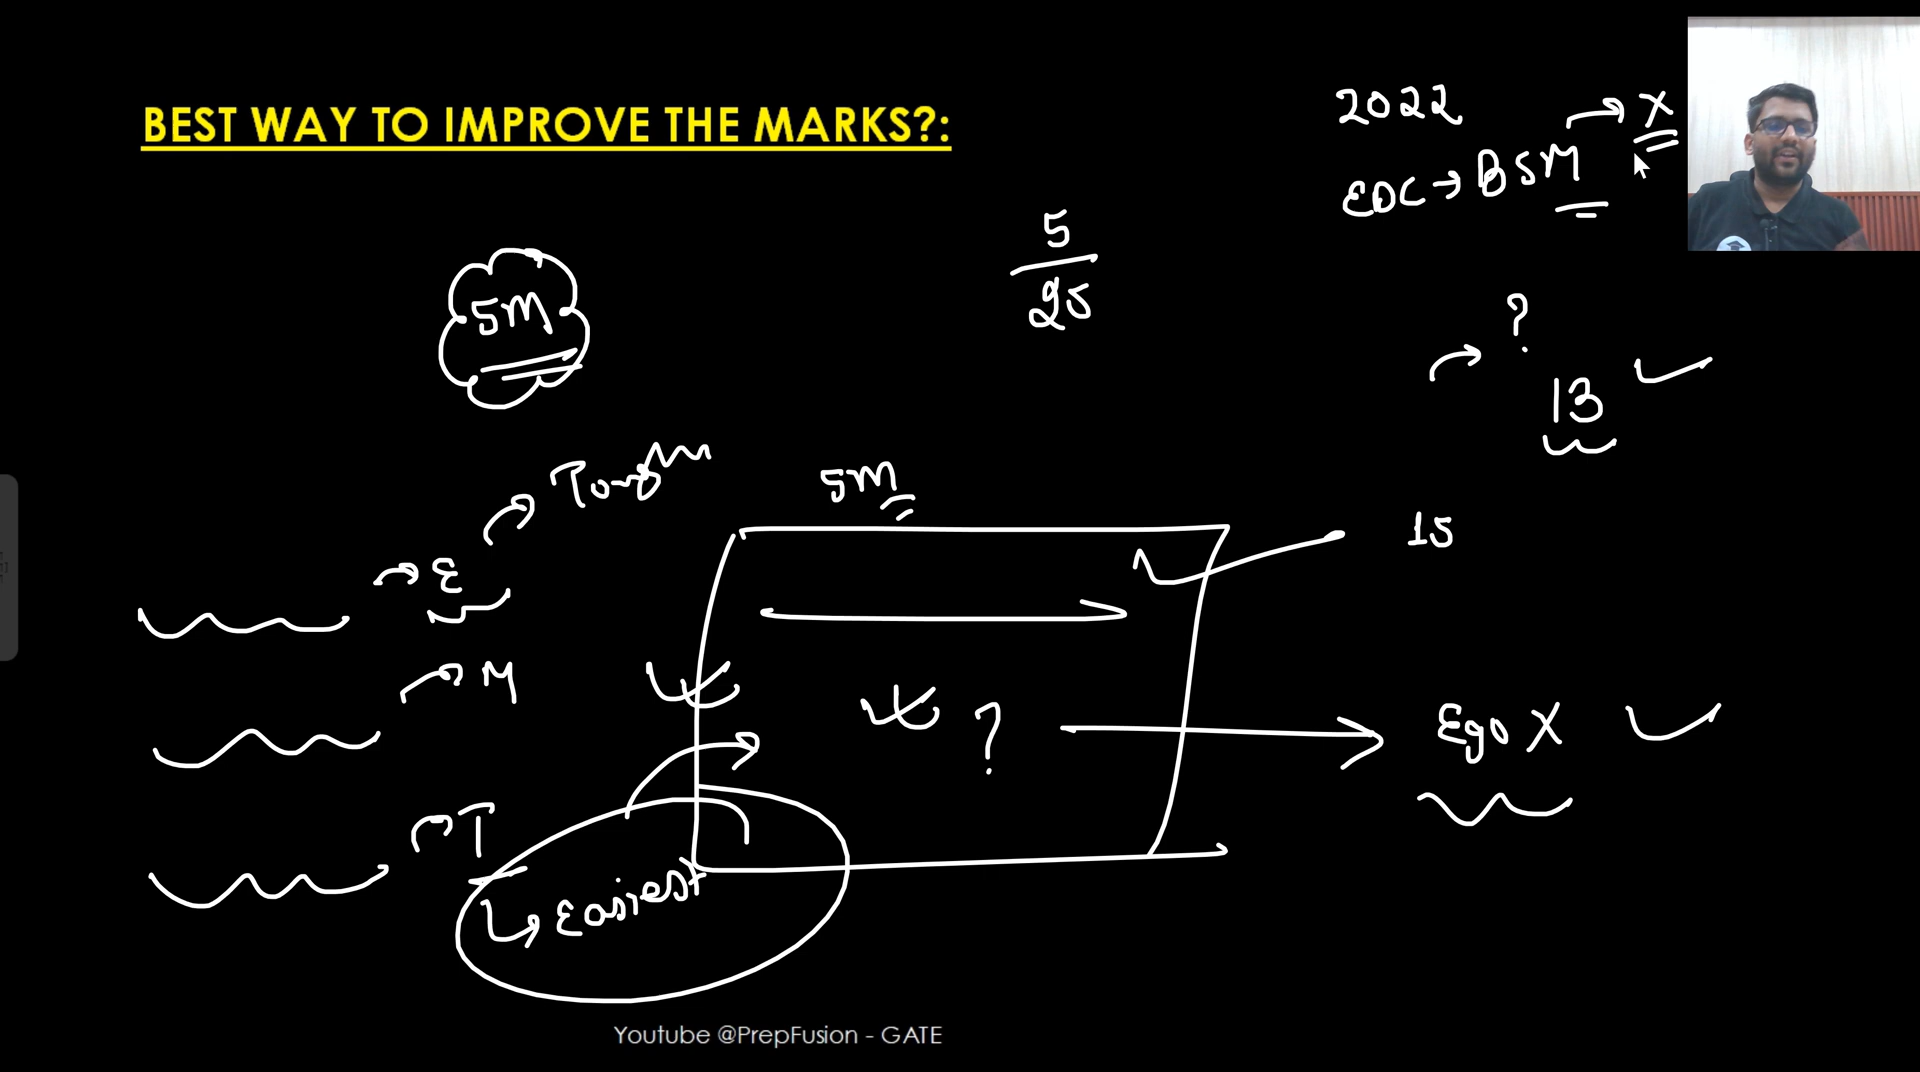 BEST WAY TO IMPROVE THE MARKS?:
2022
X
EDC → BSM
5
25
5M
?
13
Tough
5M
15
E
M
?
Ego X
T
Easiest
Youtube @PrepFusion - GATE